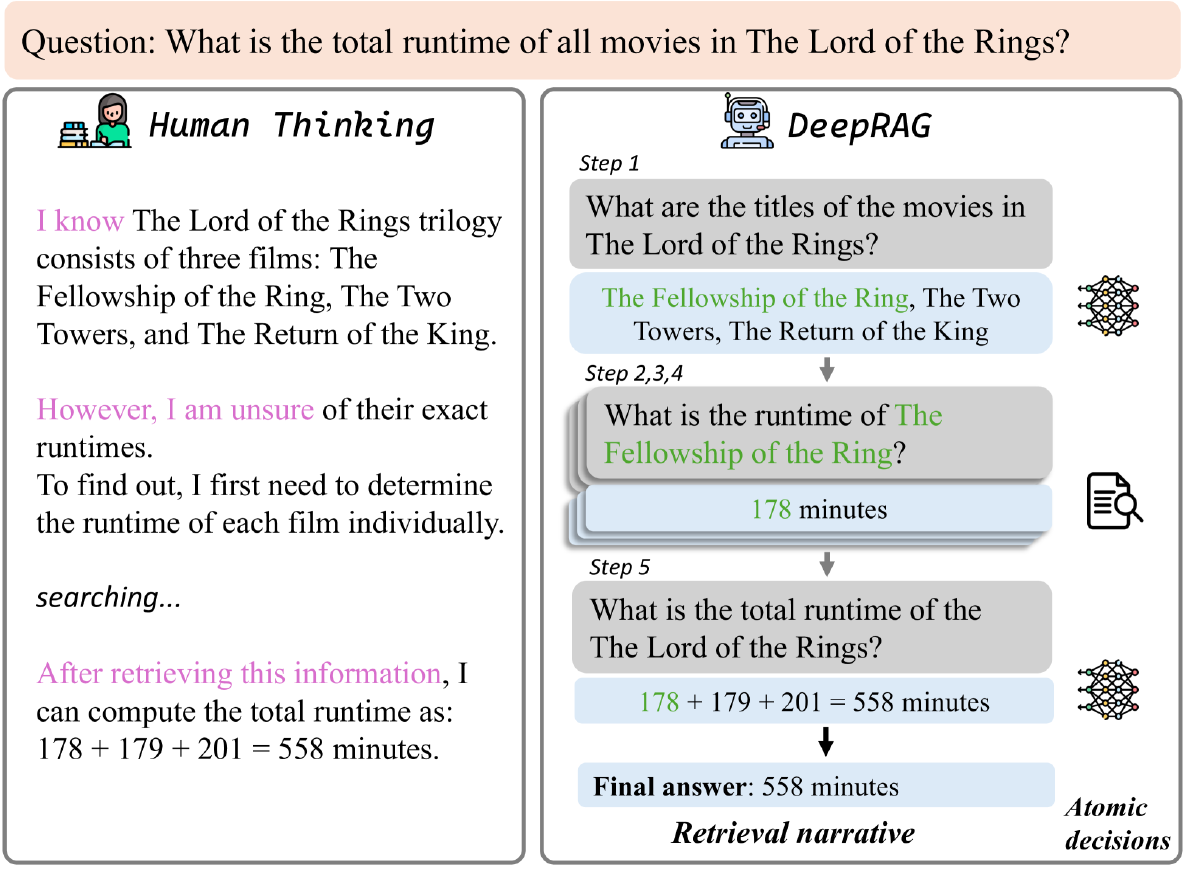 Question: What is the total runtime of all movies in The Lord of the Rings?
Human Thinking
I know The Lord of the Rings trilogy
consists of three films: The
Fellowship of the Ring, The Two
Towers, and The Return of the King.
However, I am unsure of their exact
runtimes.
To find out, I first need to determine
the runtime of each film individually.
searching...
After retrieving this information, I
can compute the total runtime as:
178 + 179 + 201 = 558 minutes.
DeepRAG
Step 1
What are the titles of the movies in
The Lord of the Rings?
The Fellowship of the Ring, The Two
Towers, The Return of the King
Step 2,3,4
What is the runtime of The
Fellowship of the Ring?
178 minutes
Step 5
What is the total runtime of the
The Lord of the Rings?
178 + 179 + 201 = 558 minutes
Final answer: 558 minutes
Retrieval narrative
Atomic
decisions